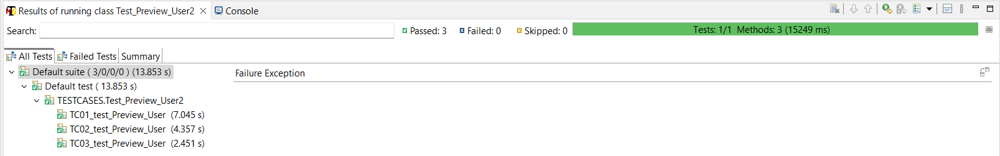 Results of running class Test_Preview_User2 Console
Search: Passed: 3 Failed: 0 Skipped: 0 Tests: 1/1 Methods: 3 (15249 ms)
All Tests Failed Tests Summary
Default suite ( 3/0/0/0 ) (13.853 s)
Failure Exception
Default test ( 13.853 s)
TESTCASES.Test_Preview_User2
TC01_test_Preview_User (7.045 s)
TC02_test_Preview_User (4.357 s)
TC03_test_Preview_User (2.451 s)